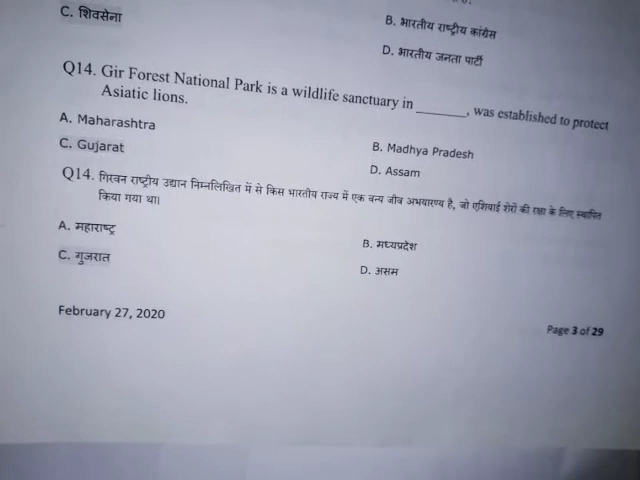 C. शिवसेना
B. भारतीय राष्ट्रीय कांग्रेस
D. भारतीय जनता पार्टी
Q14. Gir Forest National Park is a wildlife sanctuary in _______, was established to protect
Asiatic lions.
A. Maharashtra
B. Madhya Pradesh
C. Gujarat
D. Assam
Q14. गिरवन राष्ट्रीय उद्यान निम्नलिखित में से किस भारतीय राज्य में एक वन्य जीव अभयारण्य है, जो एशियाई शेरों की रक्षा के लिए स्थापित
किया गया था।
A. महाराष्ट्र
B. मध्यप्रदेश
C. गुजरात
D. असम
February 27, 2020
Page 3 of 29